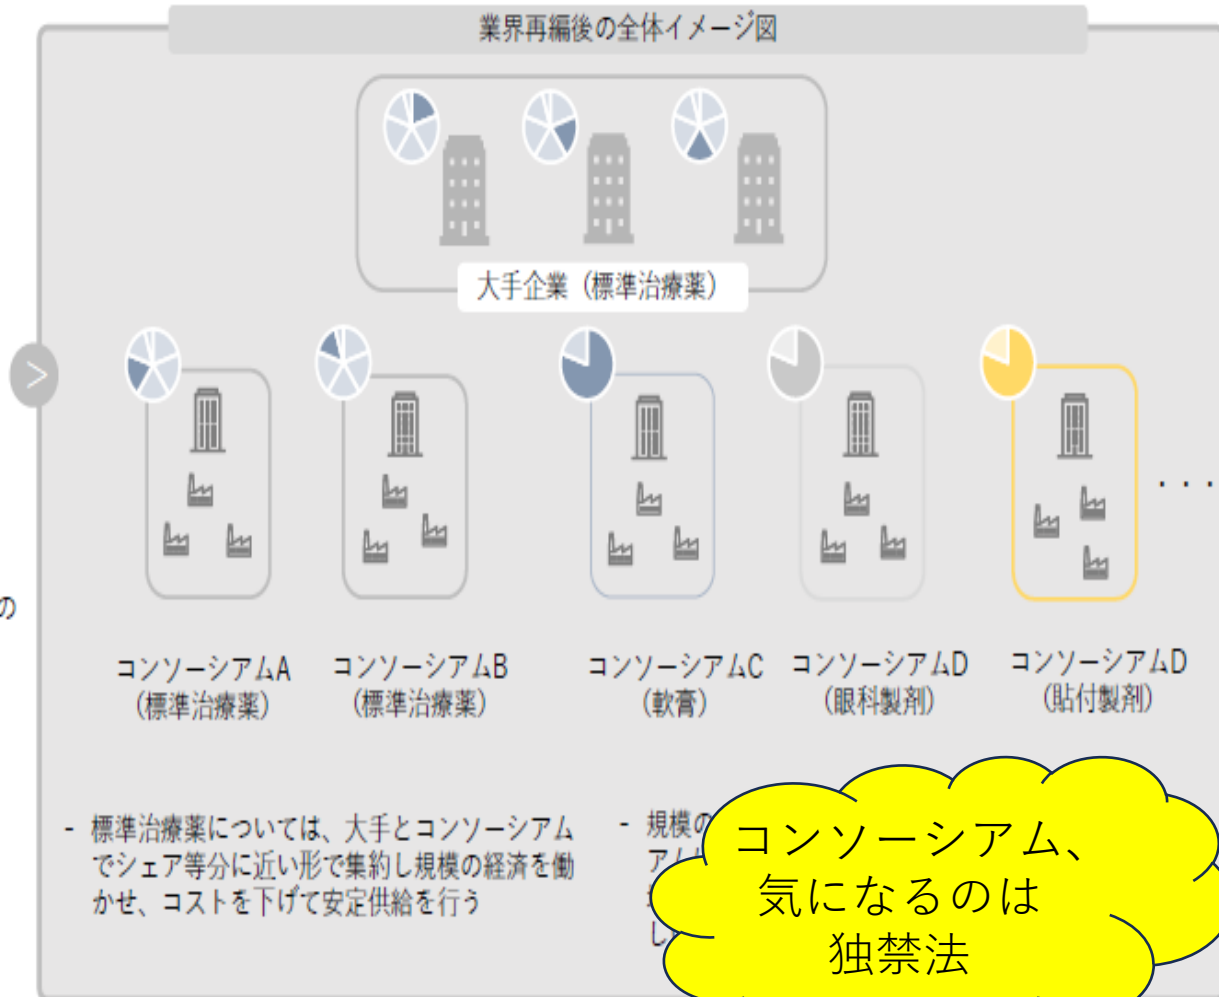 業界再編後の全体イメージ図
大手企業（標準治療薬）
>
の
・・・
コンソーシアムA
（標準治療薬）
コンソーシアムB
（標準治療薬）
コンソーシアムC
（軟膏）
コンソーシアムD
（眼科製剤）
コンソーシアムD
（貼付製剤）
- 標準治療薬については、大手とコンソーシアム
でシェア等分に近い形で集約し規模の経済を働
かせ、コストを下げて安定供給を行う
- 規模の
アム
し
コンソーシアム、
気になるのは
独禁法